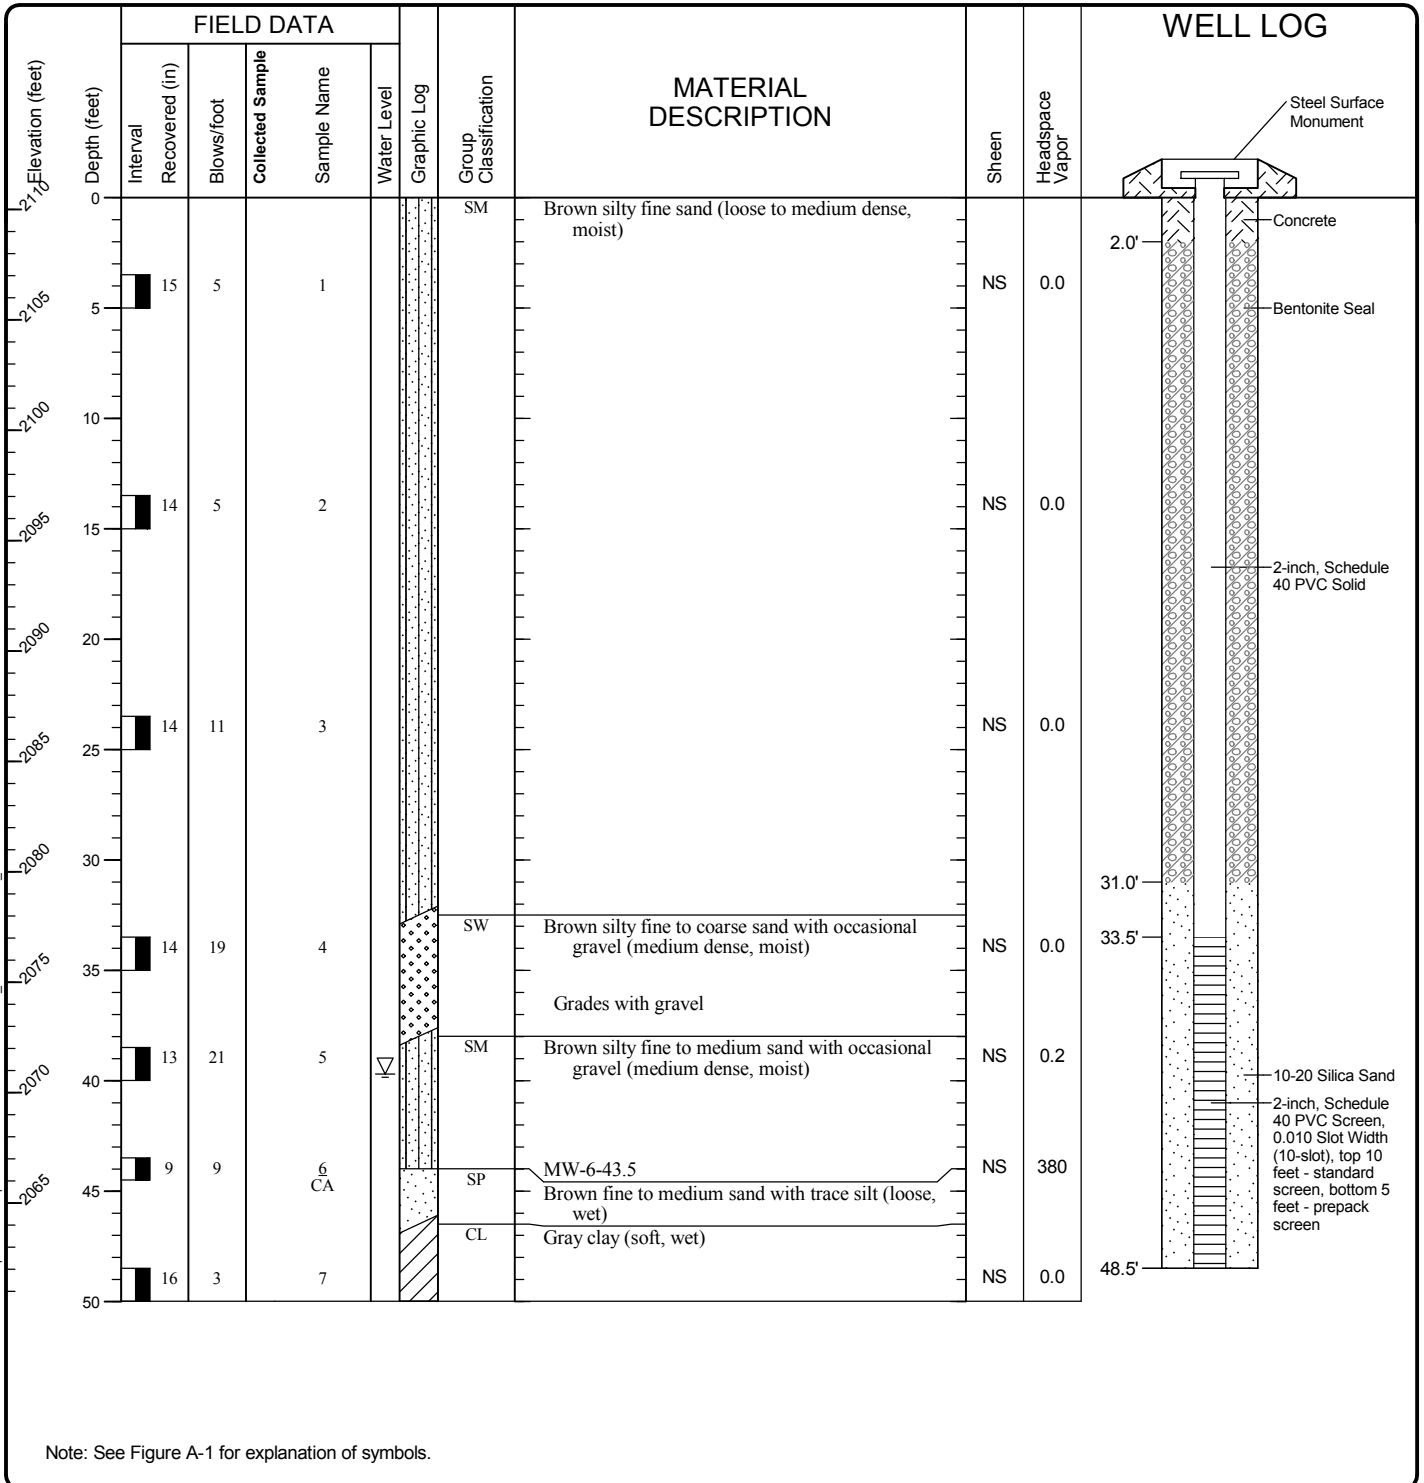 FIELD DATA
WELL LOG
Elevation (feet)
Depth (feet)
Interval
Recovered (in)
Blows/foot
Collected Sample
Sample Name
Water Level
Graphic Log
Group
Classification
MATERIAL
DESCRIPTION
Sheen
Headspace
Vapor
Steel Surface
Monument
2110
0
SM
Brown silty fine sand (loose to medium dense,
moist)
Concrete
2.0'
15
5
1
NS
0.0
2105
5
Bentonite Seal
2100
10
14
5
2
NS
0.0
2095
15
2-inch, Schedule
40 PVC Solid
2090
20
14
11
3
NS
0.0
2085
25
2080
30
31.0'
SW
Brown silty fine to coarse sand with occasional
gravel (medium dense, moist)
33.5'
14
19
4
NS
0.0
2075
35
Grades with gravel
SM
Brown silty fine to medium sand with occasional
gravel (medium dense, moist)
13
21
5
NS
0.2
2070
40
10-20 Silica Sand
2-inch, Schedule
40 PVC Screen,
0.010 Slot Width
(10-slot), top 10
feet - standard
screen, bottom 5
feet - prepack
screen
9
9
6
CA
MW-6-43.5
NS
380
2065
45
SP
Brown fine to medium sand with trace silt (loose,
wet)
CL
Gray clay (soft, wet)
48.5'
16
3
7
NS
0.0
50
Note: See Figure A-1 for explanation of symbols.